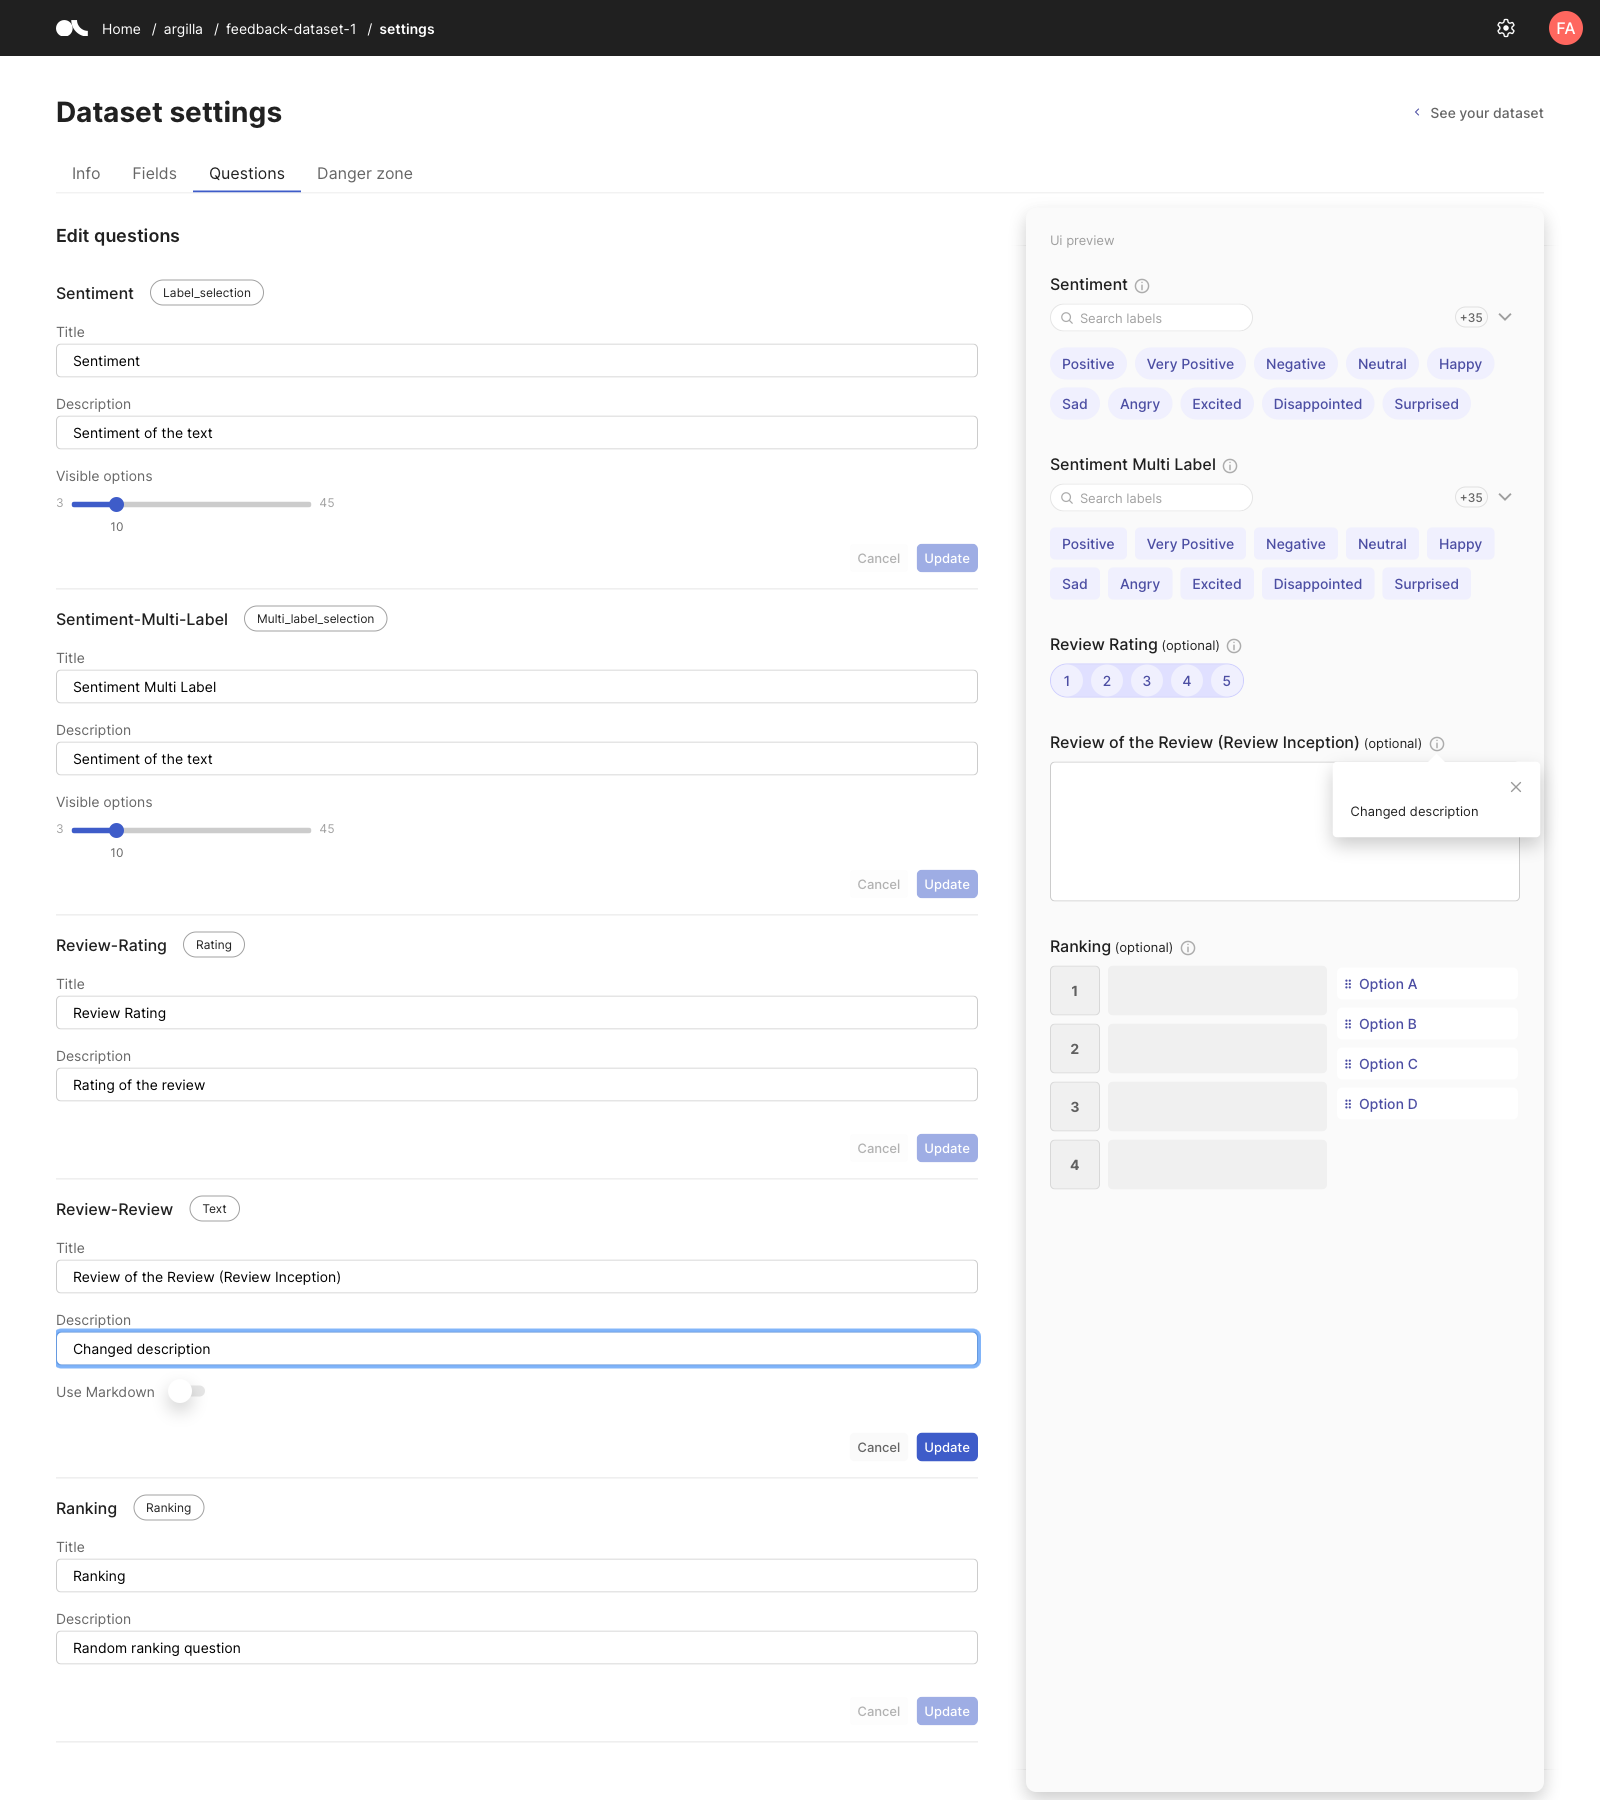 Home / argilla / feedback-dataset-1 / settings
FA
Dataset settings
See your dataset
Info Fields Questions Danger zone
Edit questions
Sentiment Label_selection
Title
Sentiment
Description
Sentiment of the text
Visible options
3 45
10
Cancel Update
Sentiment-Multi-Label Multi_label_selection
Title
Sentiment Multi Label
Description
Sentiment of the text
Visible options
3 45
10
Cancel Update
Review-Rating Rating
Title
Review Rating
Description
Rating of the review
Cancel Update
Review-Review Text
Title
Review of the Review (Review Inception)
Description
Changed description
Use Markdown
Cancel Update
Ranking Ranking
Title
Ranking
Description
Random ranking question
Cancel Update
Ui preview
Sentiment
Search labels +35
Positive Very Positive Negative Neutral Happy
Sad Angry Excited Disappointed Surprised
Sentiment Multi Label
Search labels +35
Positive Very Positive Negative Neutral Happy
Sad Angry Excited Disappointed Surprised
Review Rating (optional)
1 2 3 4 5
Review of the Review (Review Inception) (optional)
Changed description
Ranking (optional)
1 Option A
2 Option B
3 Option C
4 Option D